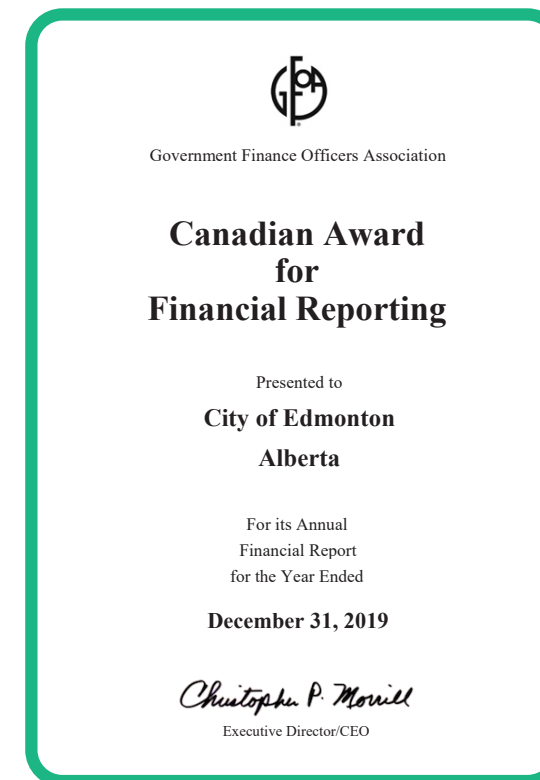 GFOA
Government Finance Officers Association
Canadian Award
for
Financial Reporting
Presented to
City of Edmonton
Alberta
For its Annual
Financial Report
for the Year Ended
December 31, 2019
Christopher P. Morrill
Executive Director/CEO